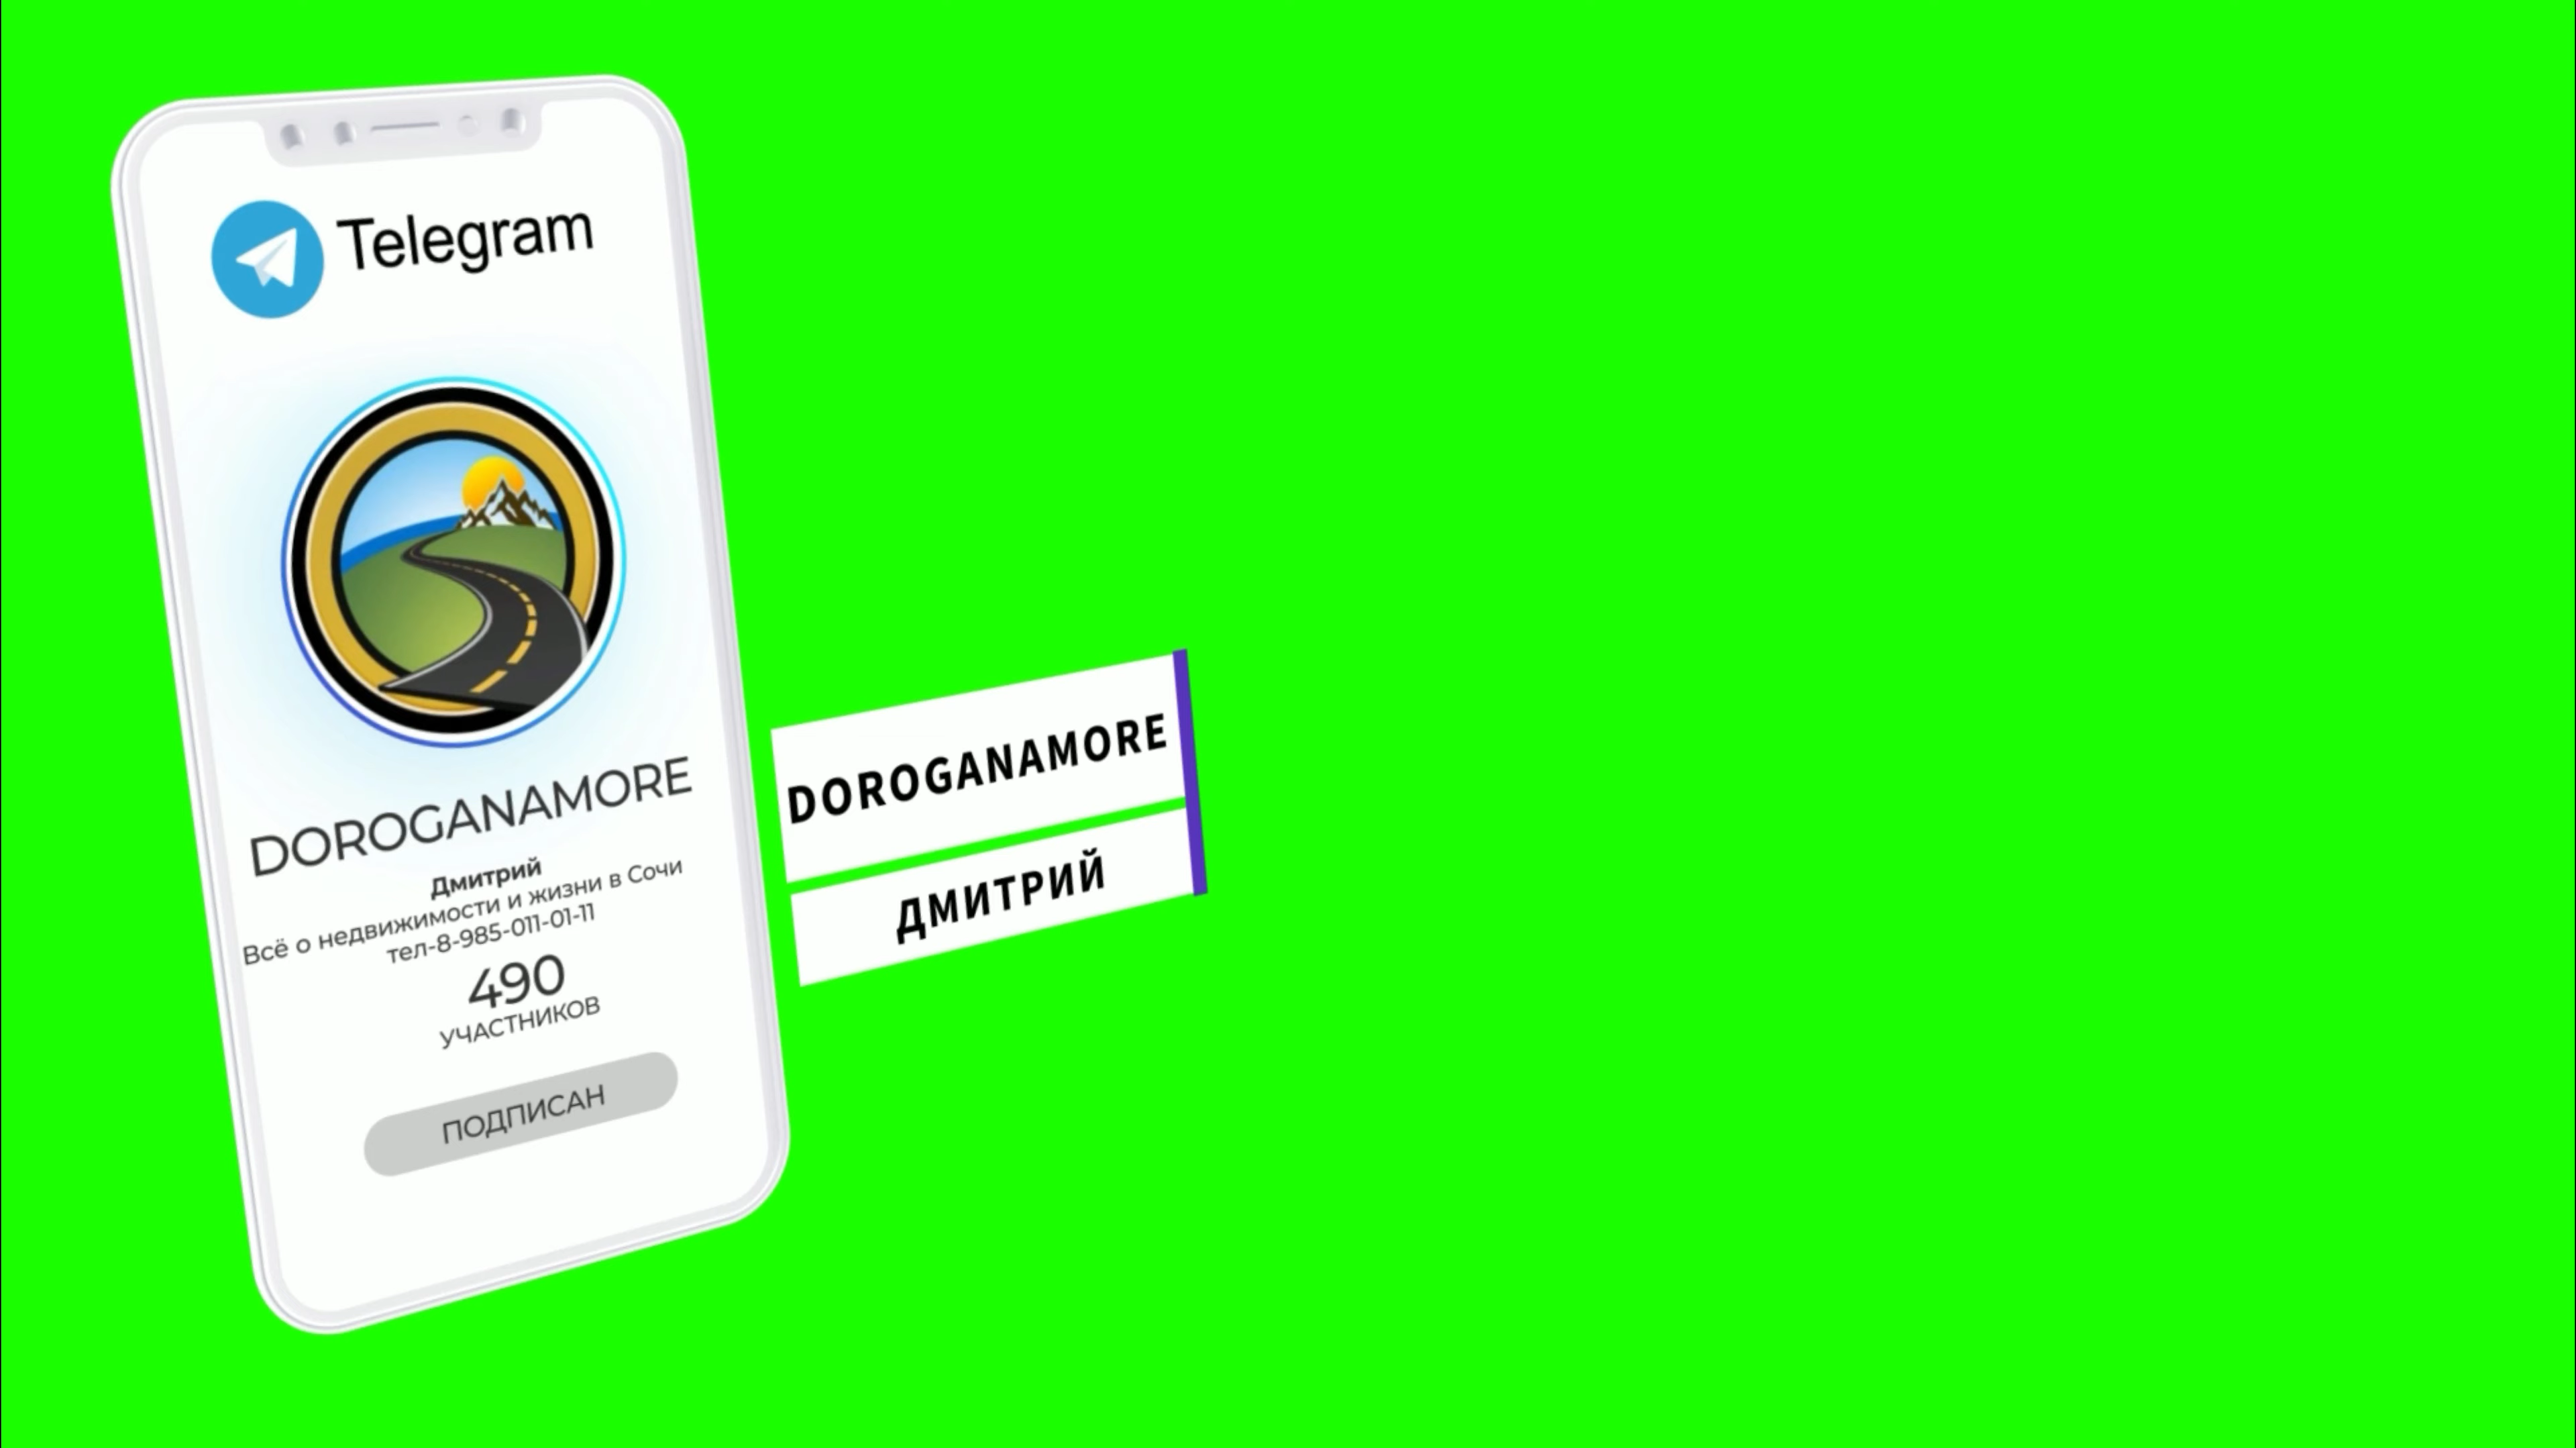 Telegram
DOROGANAMORE
Дмитрий
Всё о недвижимости и жизни в Сочи
тел-8-985-011-01-11
490
УЧАСТНИКОВ
ПОДПИСАН
DOROGANAMORE
ДМИТРИЙ